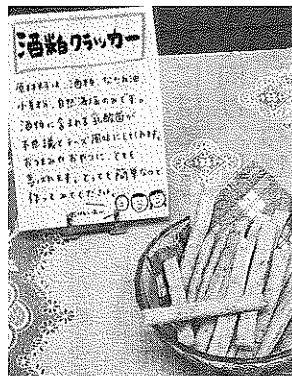 酒粕クラッカー
原材料は、酒粕、なたね油
小麦粉、自然海塩のみです。
酒粕に含まれる乳酸菌が
不思議とチーズ風味にしてくれます。
おつまみやおやつに、とても
喜ばれます。とっても簡単なので
作ってみてください。